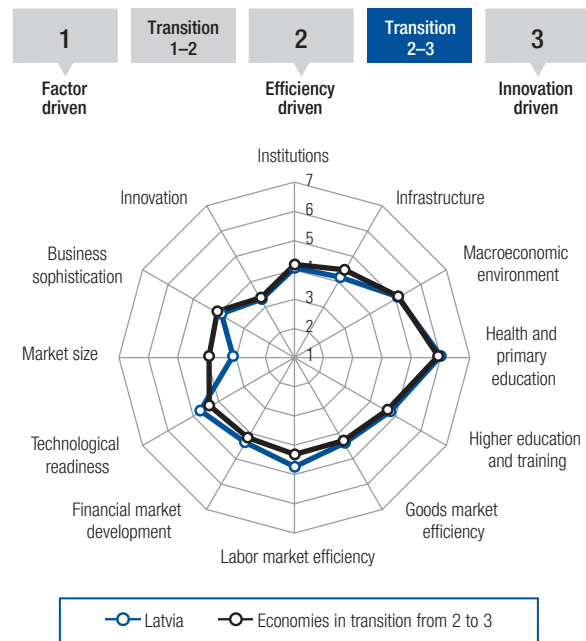 1
Transition
1–2
2
Transition
2–3
3
Factor
driven
Efficiency
driven
Innovation
driven
Institutions
Infrastructure
Macroeconomic
environment
Health and
primary
education
Higher education
and training
Goods market
efficiency
Labor market efficiency
Financial market
development
Technological
readiness
Market size
Business
sophistication
Innovation
7
6
5
4
3
2
1
Latvia
Economies in transition from 2 to 3